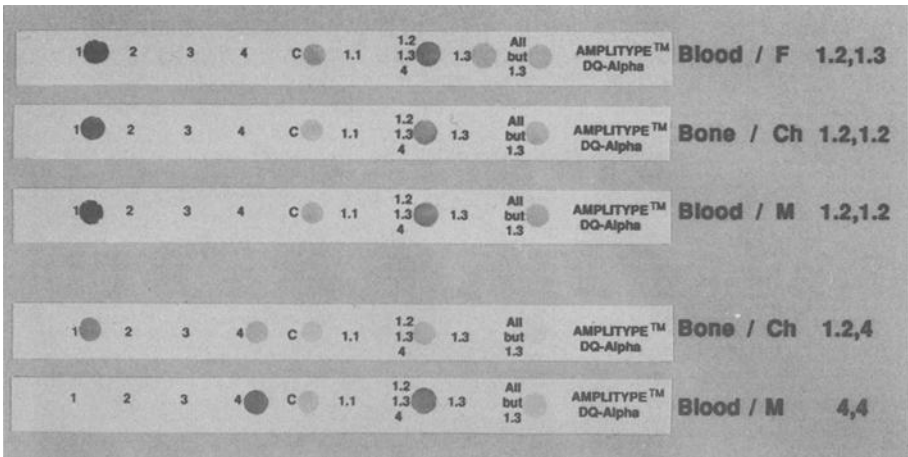 1 2 3 4 C 1.1 1.2 1.3 4 1.3 All but 1.3 AMPLITYPE™ DQ-Alpha Blood / F 1.2,1.3
1 2 3 4 C 1.1 1.2 1.3 4 1.3 All but 1.3 AMPLITYPE™ DQ-Alpha Bone / Ch 1.2,1.2
1 2 3 4 C 1.1 1.2 1.3 4 1.3 All but 1.3 AMPLITYPE™ DQ-Alpha Blood / M 1.2,1.2
1 2 3 4 C 1.1 1.2 1.3 4 1.3 All but 1.3 AMPLITYPE™ DQ-Alpha Bone / Ch 1.2,4
1 2 3 4 C 1.1 1.2 1.3 4 1.3 All but 1.3 AMPLITYPE™ DQ-Alpha Blood / M 4,4